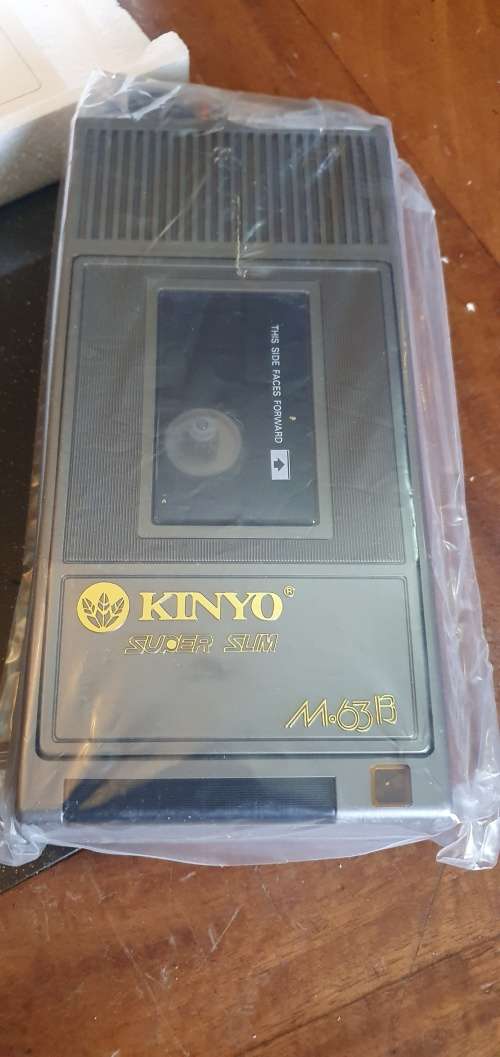 THIS SIDE FACES FORWARD
KINYO®
SUPER SLIM
M•63B